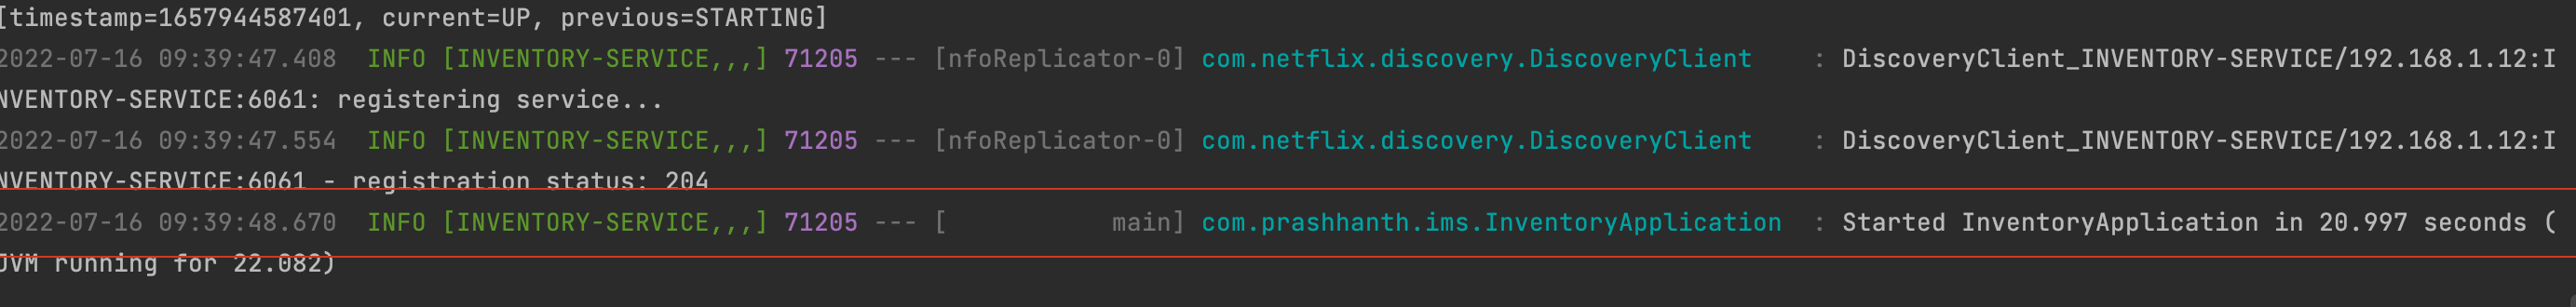 [timestamp=1657944587401, current=UP, previous=STARTING]
2022-07-16 09:39:47.408  INFO [INVENTORY-SERVICE,,,] 71205 --- [nfoReplicator-0] com.netflix.discovery.DiscoveryClient    : DiscoveryClient_INVENTORY-SERVICE/192.168.1.12:I
NVENTORY-SERVICE:6061: registering service...
2022-07-16 09:39:47.554  INFO [INVENTORY-SERVICE,,,] 71205 --- [nfoReplicator-0] com.netflix.discovery.DiscoveryClient    : DiscoveryClient_INVENTORY-SERVICE/192.168.1.12:I
NVENTORY-SERVICE:6061 - registration status: 204
2022-07-16 09:39:48.670  INFO [INVENTORY-SERVICE,,,] 71205 --- [           main] com.prashhanth.ims.InventoryApplication  : Started InventoryApplication in 20.997 seconds (
JVM running for 22.082)